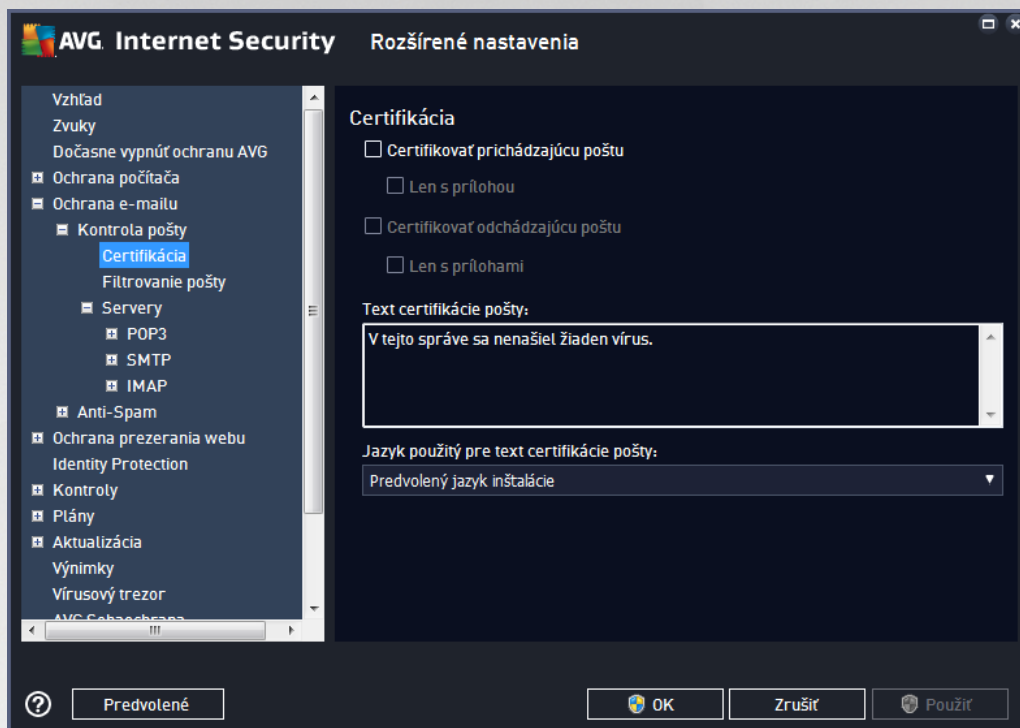 AVG. Internet Security Rozšírené nastavenia
Vzhľad
Zvuky
Dočasne vypnúť ochranu AVG
Ochrana počítača
Ochrana e-mailu
Kontrola pošty
Certifikácia
Filtrovanie pošty
Servery
POP3
SMTP
IMAP
Anti-Spam
Ochrana prezerania webu
Identity Protection
Kontroly
Plány
Aktualizácia
Výnimky
Vírusový trezor
AVG Sebaochrana
Certifikácia
Certifikovať prichádzajúcu poštu
Len s prílohou
Certifikovať odchádzajúcu poštu
Len s prílohami
Text certifikácie pošty:
V tejto správe sa nenašiel žiaden vírus.
Jazyk použitý pre text certifikácie pošty:
Predvolený jazyk inštalácie
Predvolené
OK
Zrušiť
Použiť